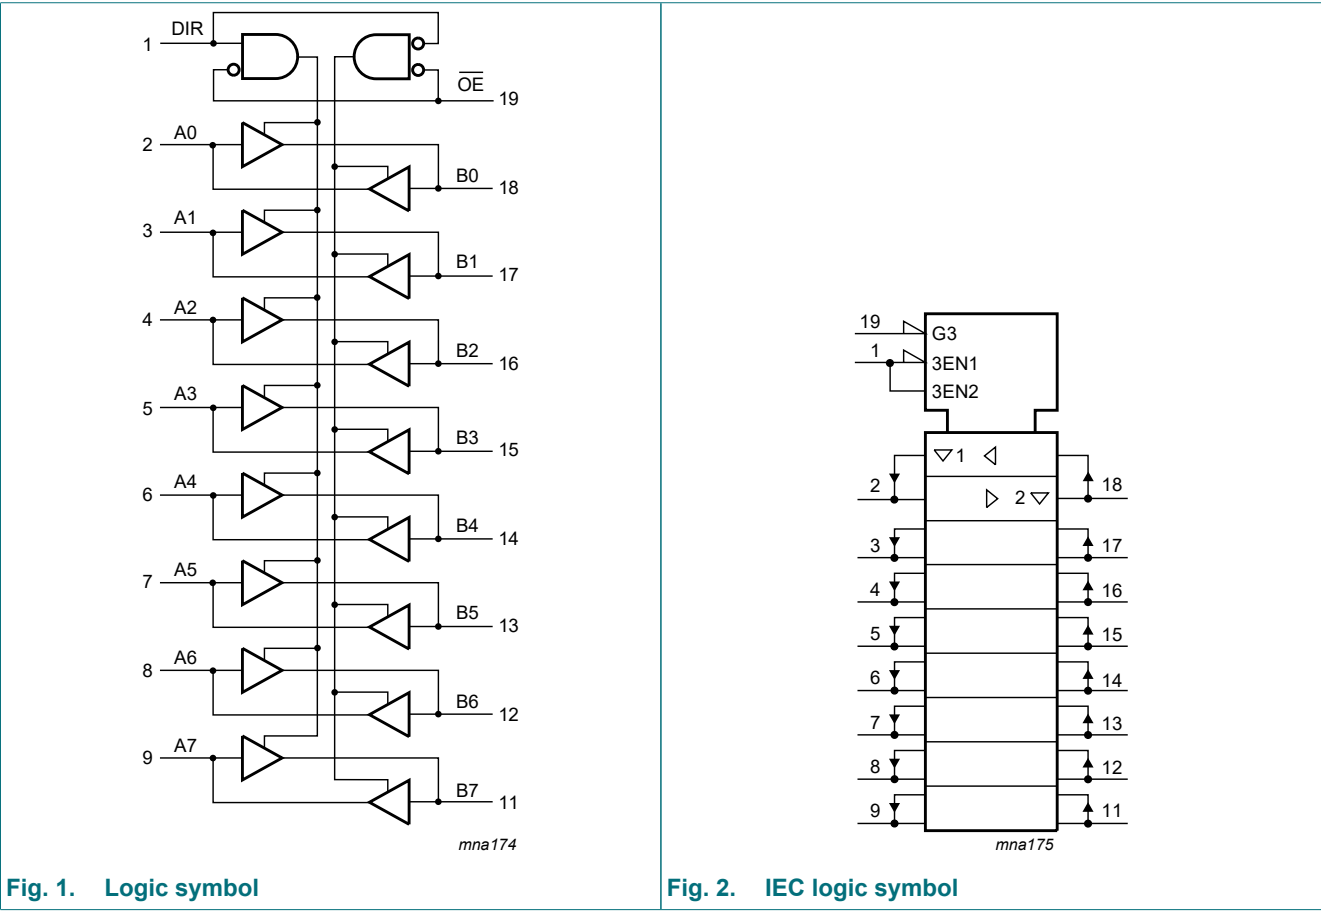 DIR
1
OE
19
A0
2
B0
18
A1
3
B1
17
A2
4
B2
16
A3
5
B3
15
A4
6
B4
14
A5
7
B5
13
A6
8
B6
12
A7
9
B7
11
mna174
Fig. 1. Logic symbol
19
G3
1
3EN1
3EN2
1
2
18
2
3
17
4
16
5
15
6
14
7
13
8
12
9
11
mna175
Fig. 2. IEC logic symbol